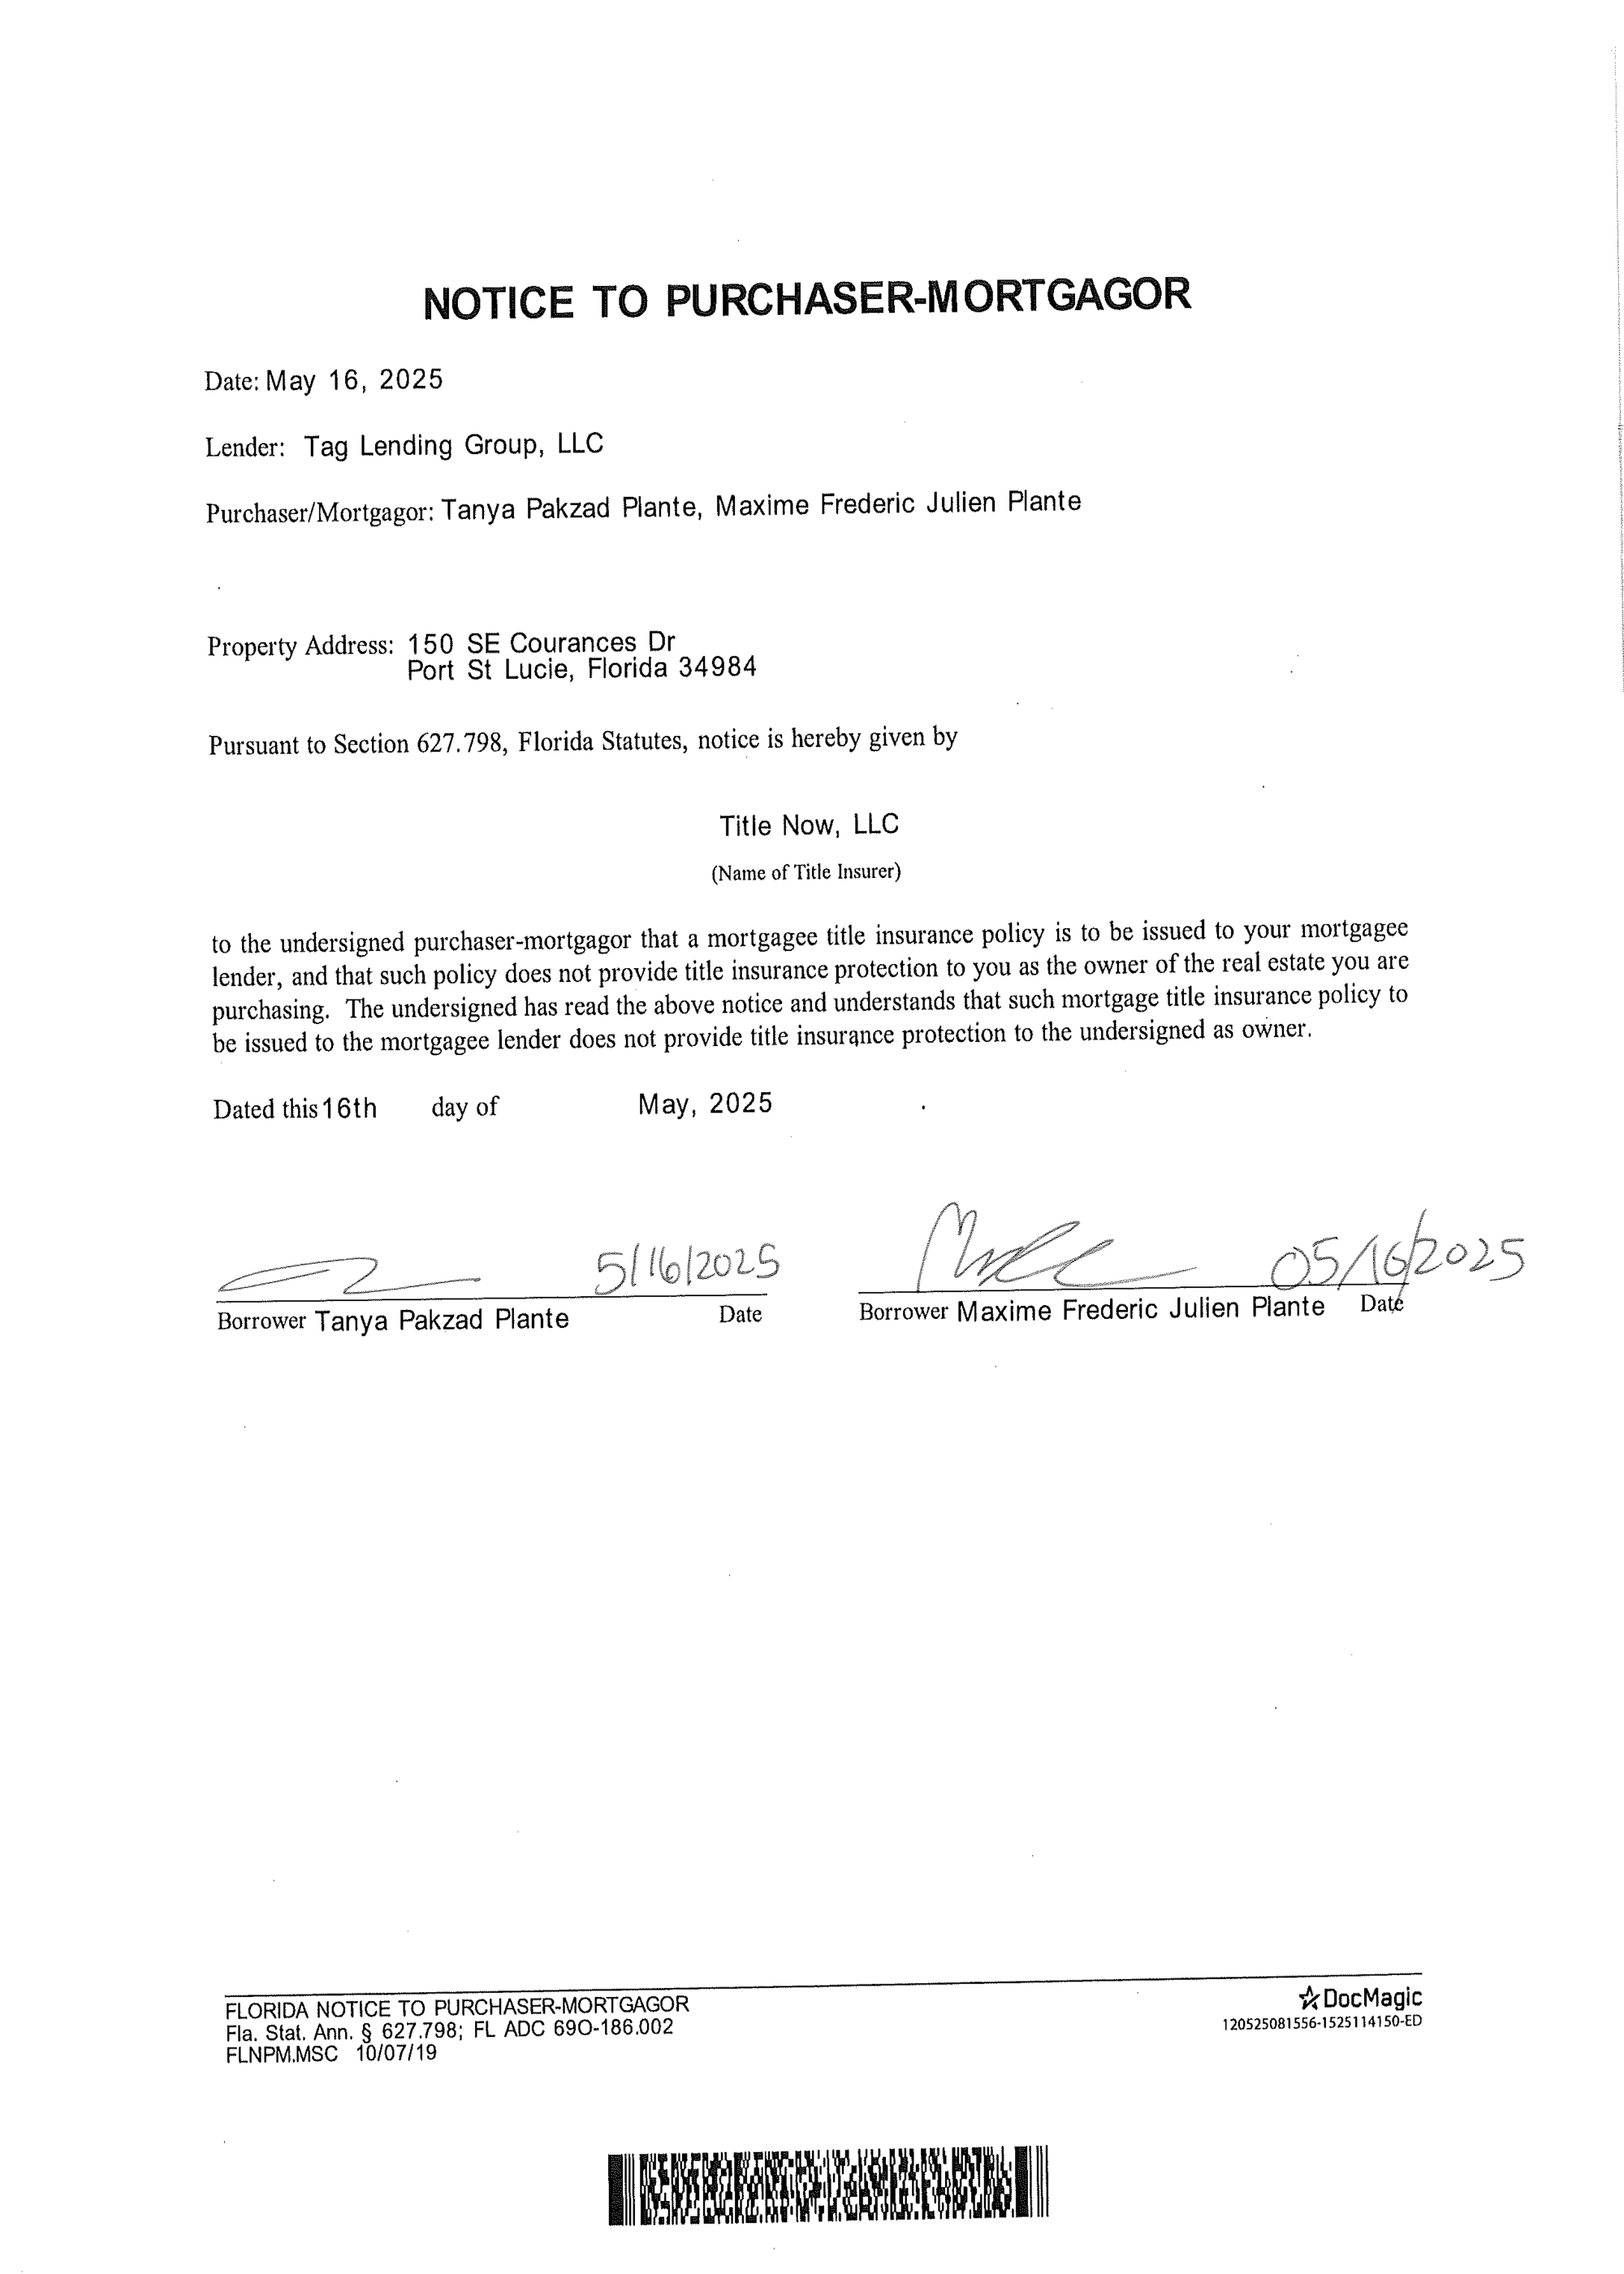 NOTICE TO PURCHASER-MORTGAGOR
Date: May 16, 2025
Lender: Tag Lending Group, LLC
Purchaser/Mortgagor: Tanya Pakzad Plante, Maxime Frederic Julien Plante
Property Address: 150 SE Courances Dr
Port St Lucie, Florida 34984
Pursuant to Section 627.798, Florida Statutes, notice is hereby given by
Title Now, LLC
(Name of Title Insurer)
to the undersigned purchaser-mortgagor that a mortgagee title insurance policy is to be issued to your mortgagee
lender, and that such policy does not provide title insurance protection to you as the owner of the real estate you are
purchasing. The undersigned has read the above notice and understands that such mortgage title insurance policy to
be issued to the mortgagee lender does not provide title insurance protection to the undersigned as owner.
Dated this 16th day of May, 2025 .
5/16/2025 05/16/2025
Borrower Tanya Pakzad Plante Date Borrower Maxime Frederic Julien Plante Date
FLORIDA NOTICE TO PURCHASER-MORTGAGOR
Fla. Stat. Ann. § 627.798; FL ADC 69O-186.002
FLNPM.MSC 10/07/19
DocMagic
120525081556-1525114150-ED